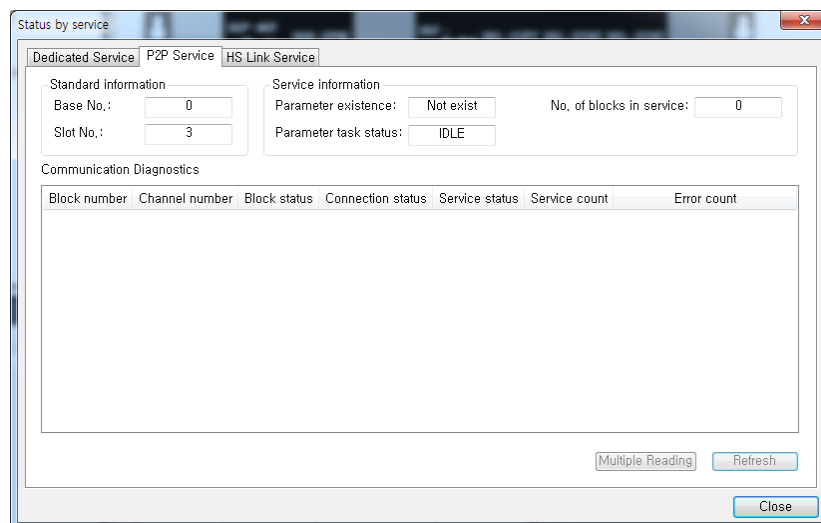 Status by service
Dedicated Service P2P Service HS Link Service
Standard information
Base No.: 0
Slot No.: 3
Service information
Parameter existence: Not exist No. of blocks in service: 0
Parameter task status: IDLE
Communication Diagnostics
Block number Channel number Block status Connection status Service status Service count Error count
Multiple Reading Refresh
Close